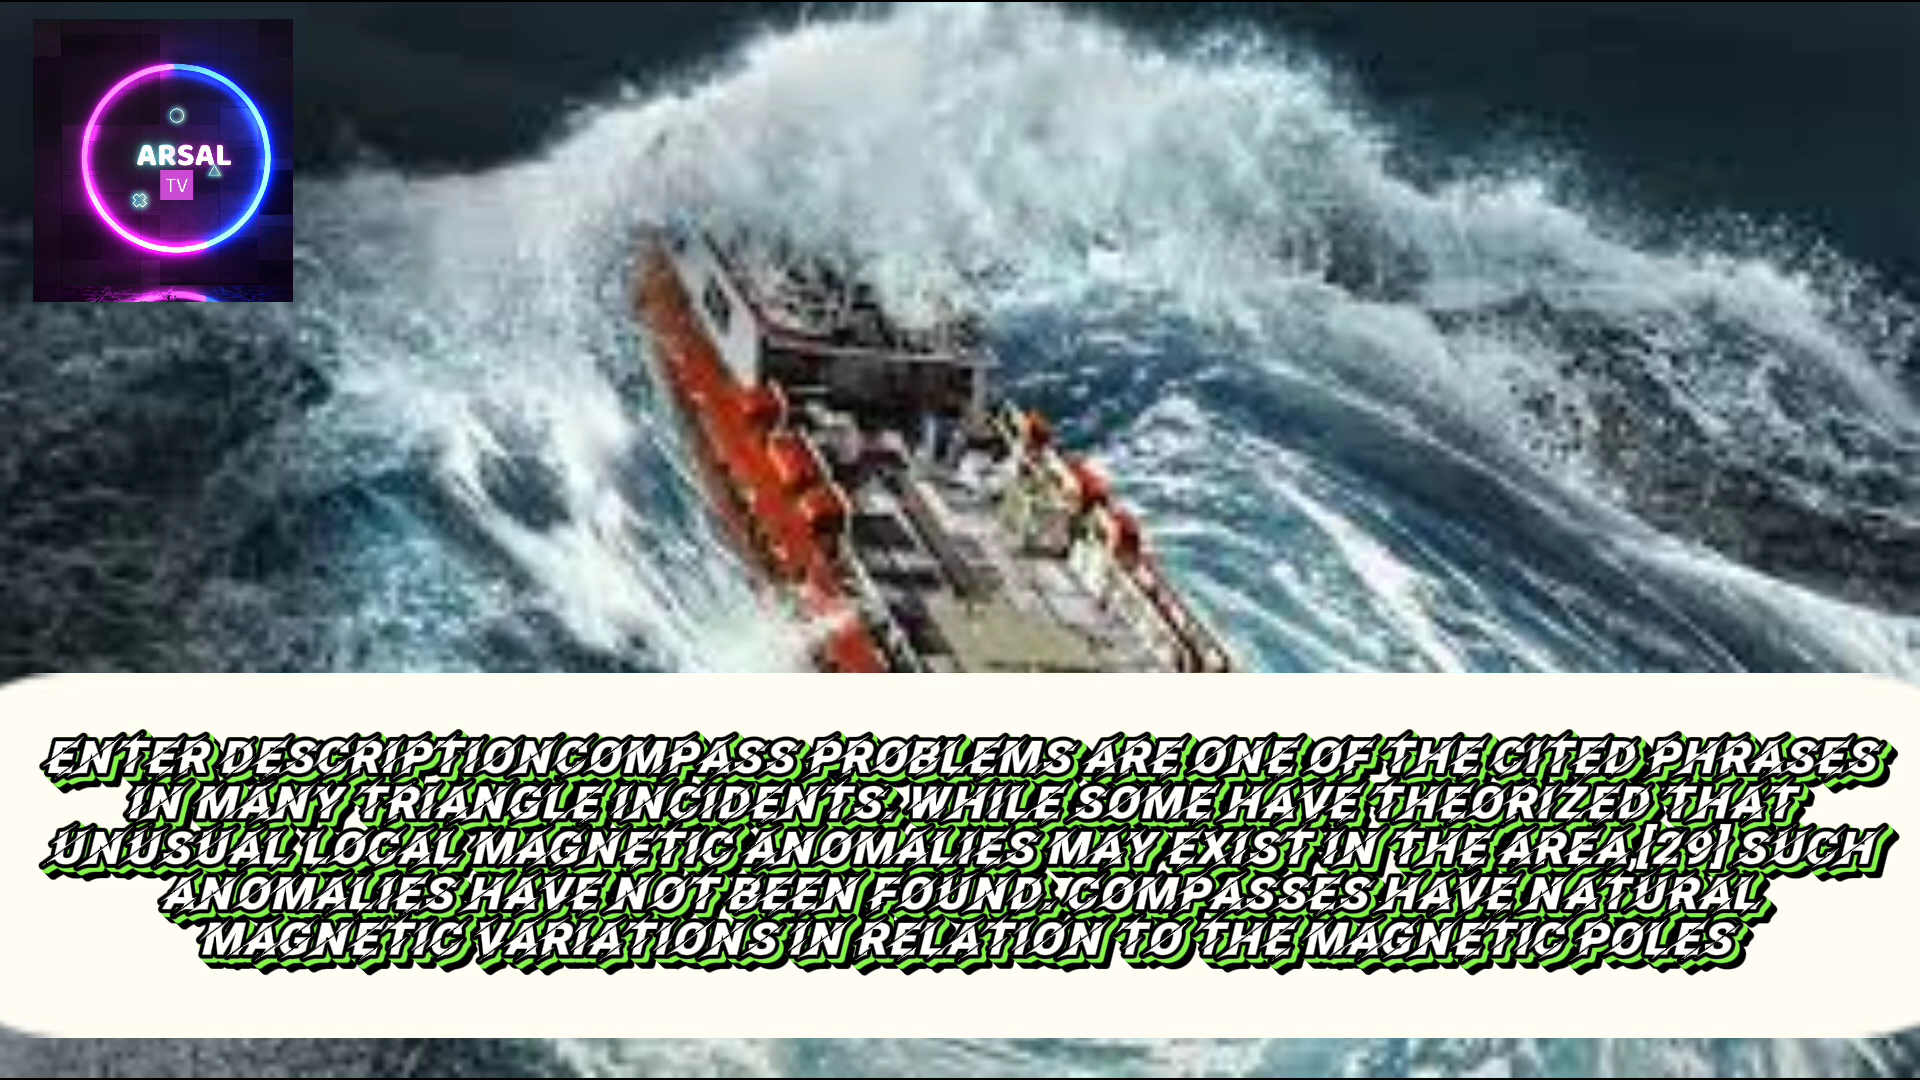 ARSAL
TV
ENTER DESCRIPTIONCOMPASS PROBLEMS ARE ONE OF THE CITED PHRASES
IN MANY TRIANGLE INCIDENTS. WHILE SOME HAVE THEORIZED THAT
UNUSUAL LOCAL MAGNETIC ANOMALIES MAY EXIST IN THE AREA,[29] SUCH
ANOMALIES HAVE NOT BEEN FOUND. COMPASSES HAVE NATURAL
MAGNETIC VARIATIONS IN RELATION TO THE MAGNETIC POLES